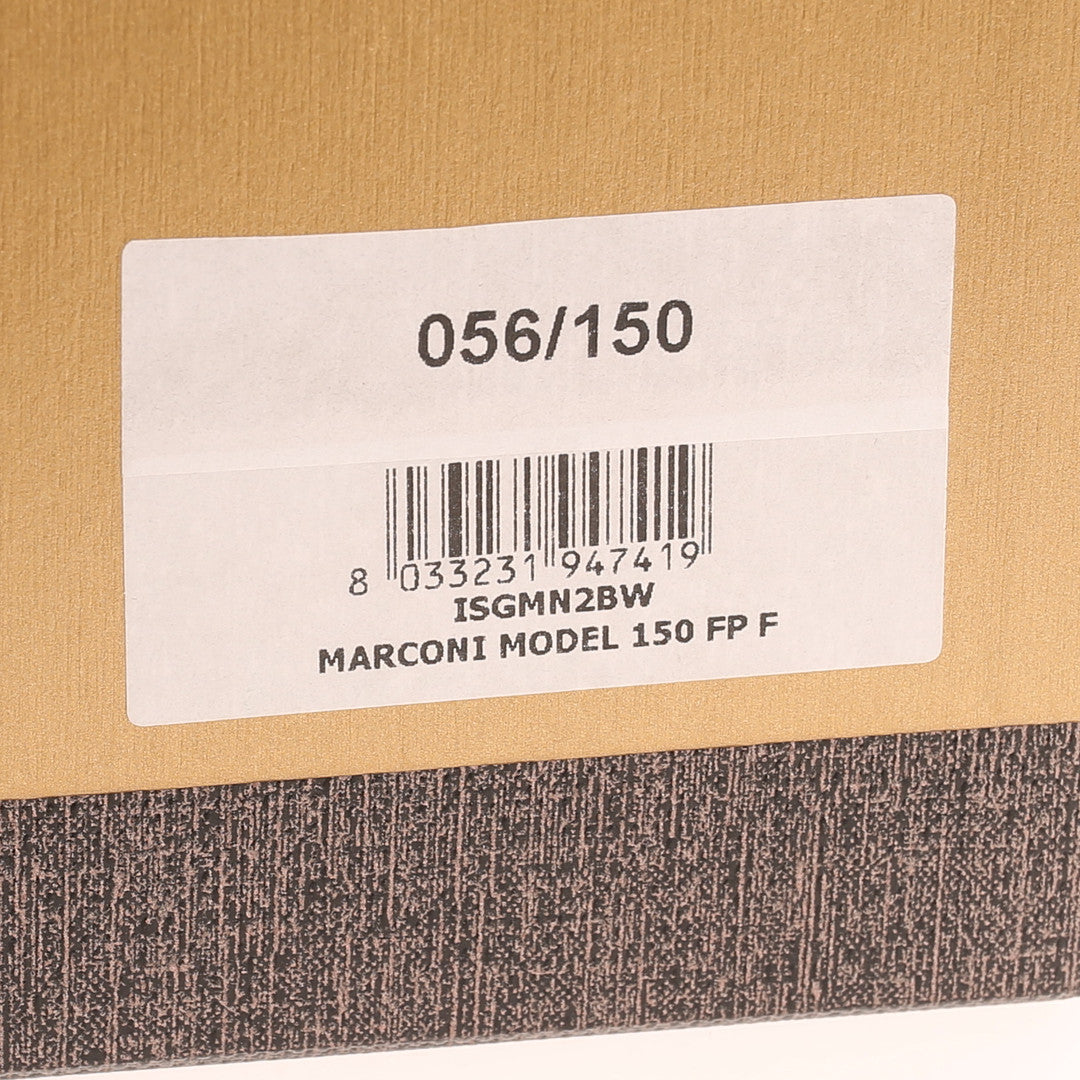 056/150
8 033231 947419
ISGMN2BW
MARCONI MODEL 150 FP F